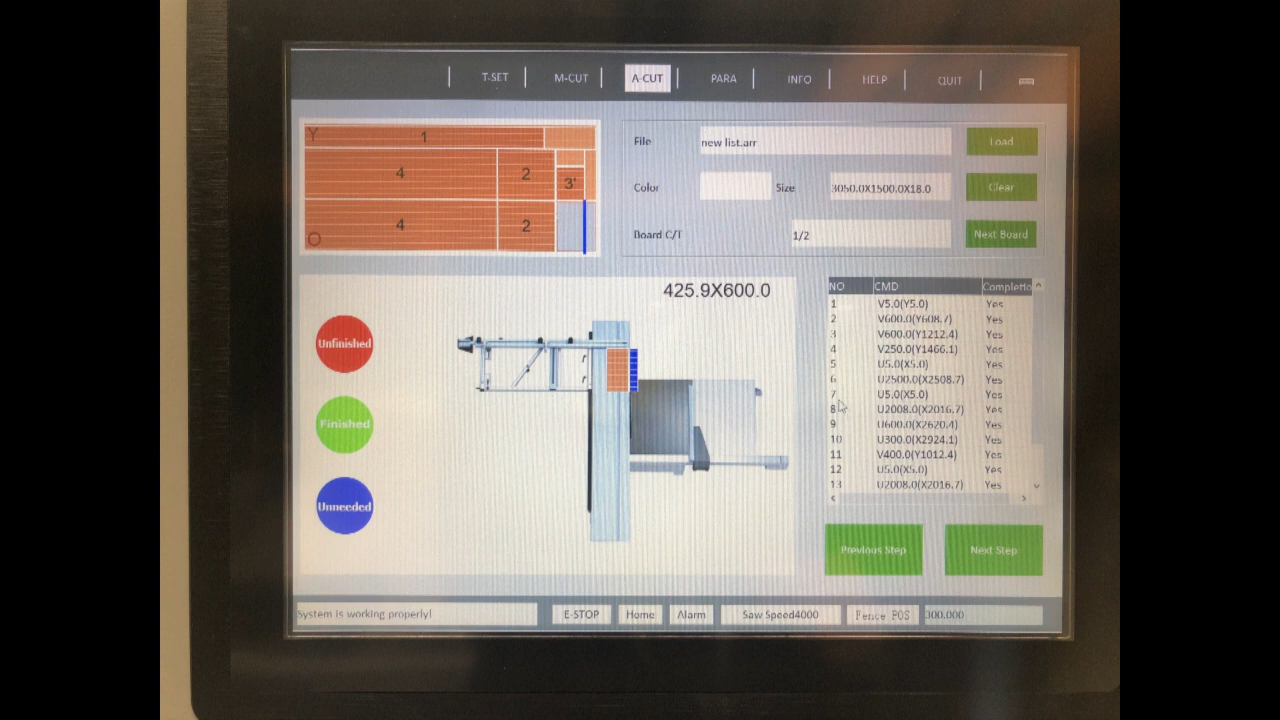 T-SET M-CUT A-CUT PARA INFO HELP QUIT
Y 1
4 2 3'
4 2
O
File new list.arr Load
Color Size 3050.0X1500.0X18.0 Clear
Board C/T 1/2 Next Board
425.9X600.0
Unfinished
Finished
Unneeded
NO CMD Completio
1 V5.0(Y5.0) Yes
2 V600.0(Y608.7) Yes
3 V600.0(Y1212.4) Yes
4 V250.0(Y1466.1) Yes
5 U5.0(X5.0) Yes
6 U2500.0(X2508.7) Yes
7 U5.0(X5.0) Yes
8 U2008.0(X2016.7) Yes
9 U600.0(X2620.4) Yes
10 U300.0(X2924.1) Yes
11 V400.0(Y1012.4) Yes
12 U5.0(X5.0) Yes
13 U2008.0(X2016.7) Yes
Previous Step Next Step
System is working properly! E-STOP Home Alarm Saw Speed4000 Fence POS 300.000